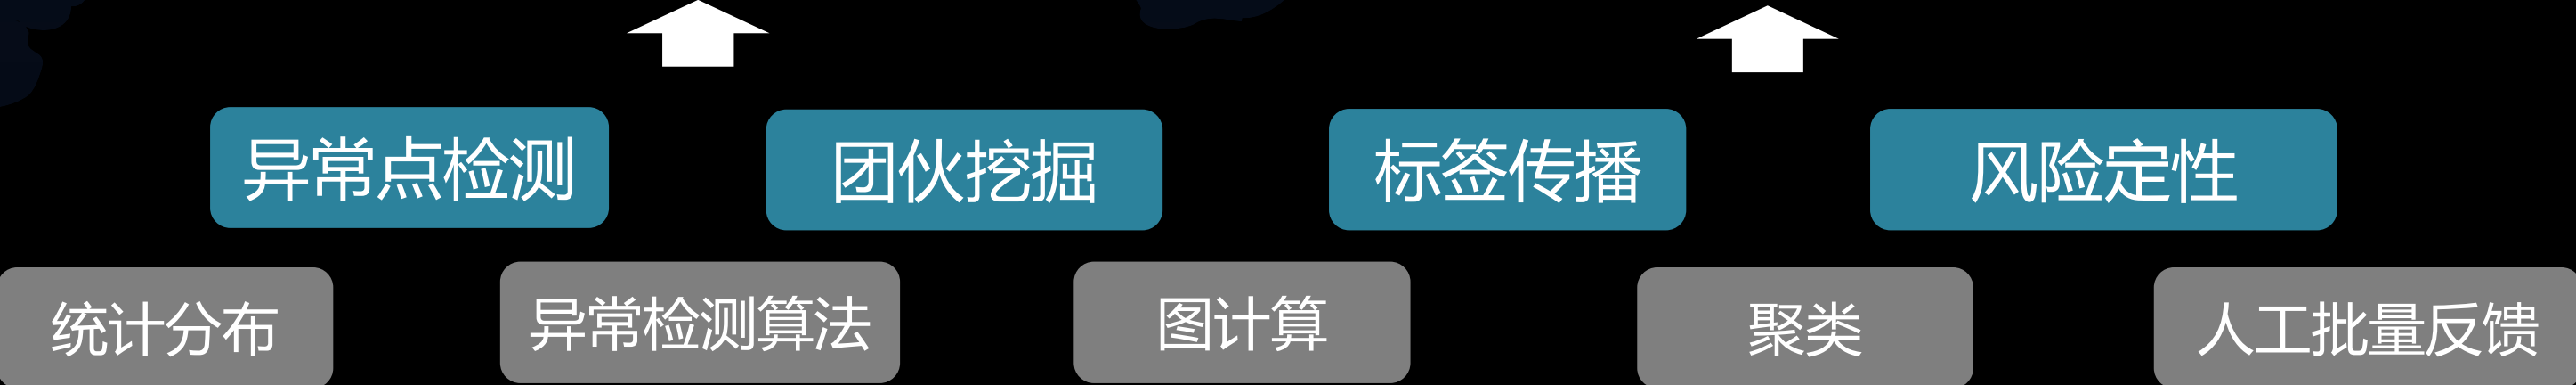 异常点检测 团伙挖掘 标签传播 风险定性
统计分布 异常检测算法 图计算 聚类 人工批量反馈